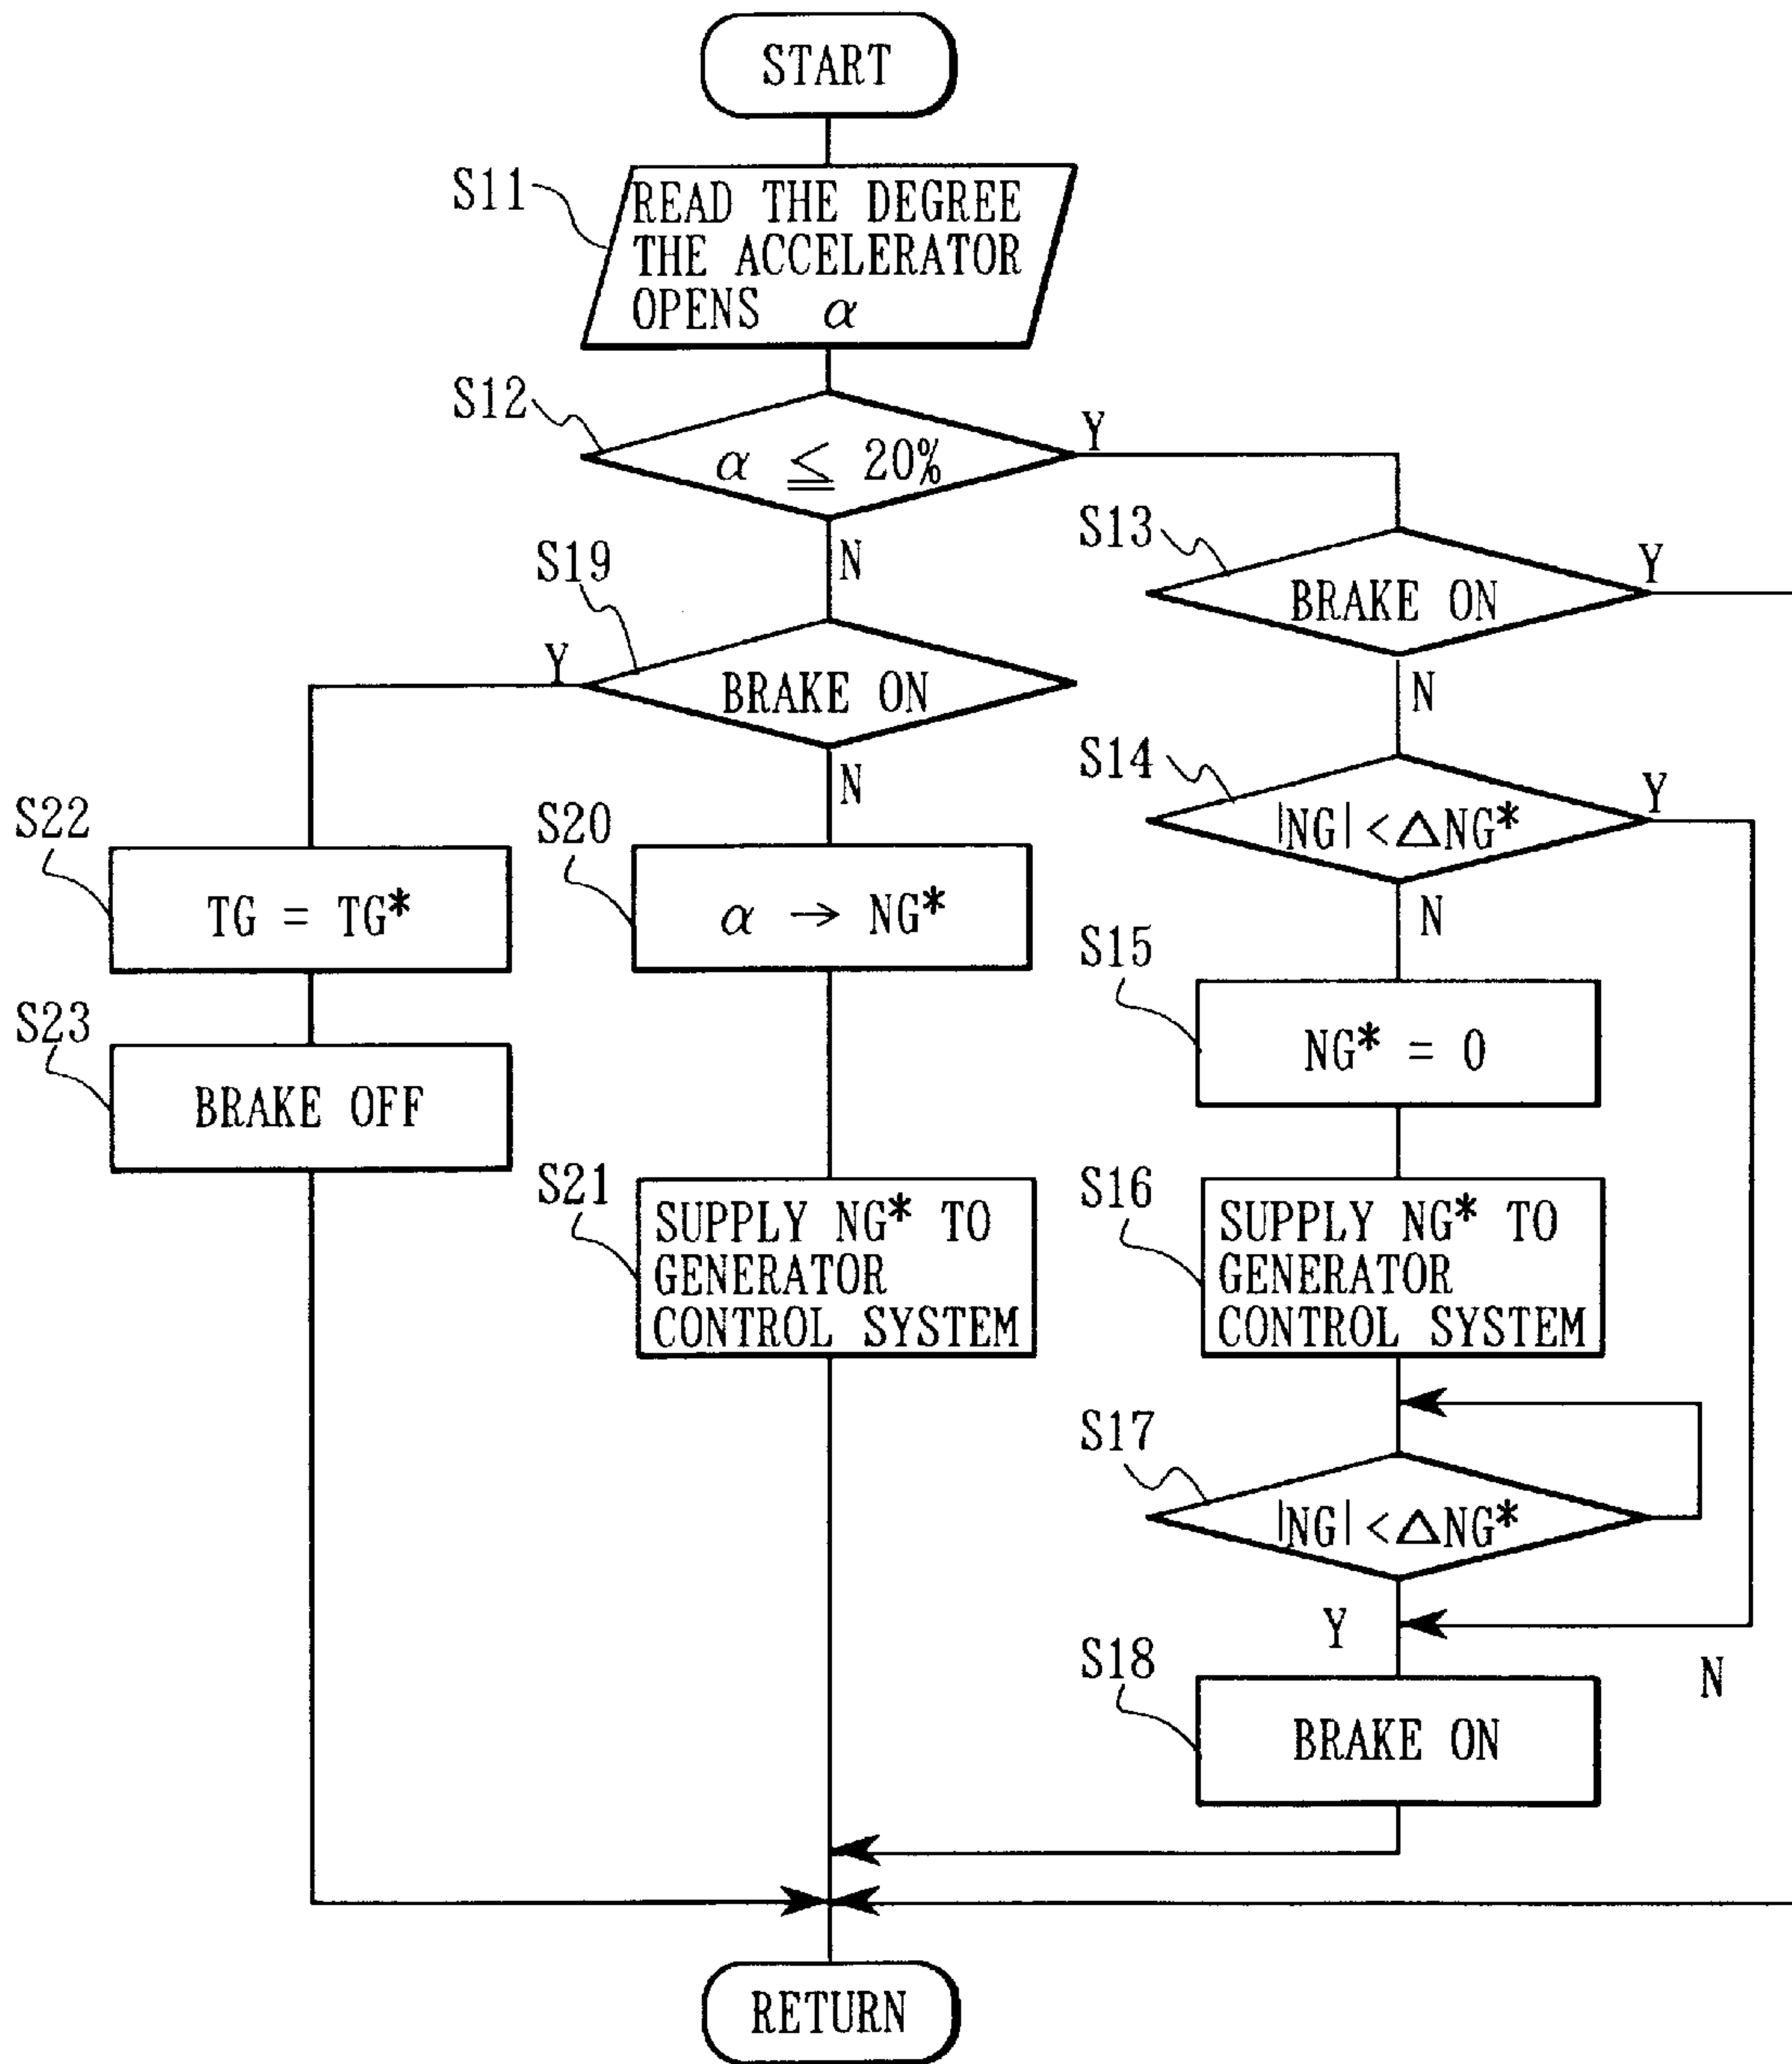 START
S11
READ THE DEGREE
THE ACCELERATOR
OPENS α
S12
α ≦ 20%
Y
N
S13
BRAKE ON
Y
N
S19
BRAKE ON
Y
N
S14
|NG| < △NG*
Y
N
S22
TG = TG*
S20
α → NG*
S15
NG* = 0
S23
BRAKE OFF
S21
SUPPLY NG* TO
GENERATOR
CONTROL SYSTEM
S16
SUPPLY NG* TO
GENERATOR
CONTROL SYSTEM
S17
|NG| < △NG*
Y
N
S18
BRAKE ON
RETURN